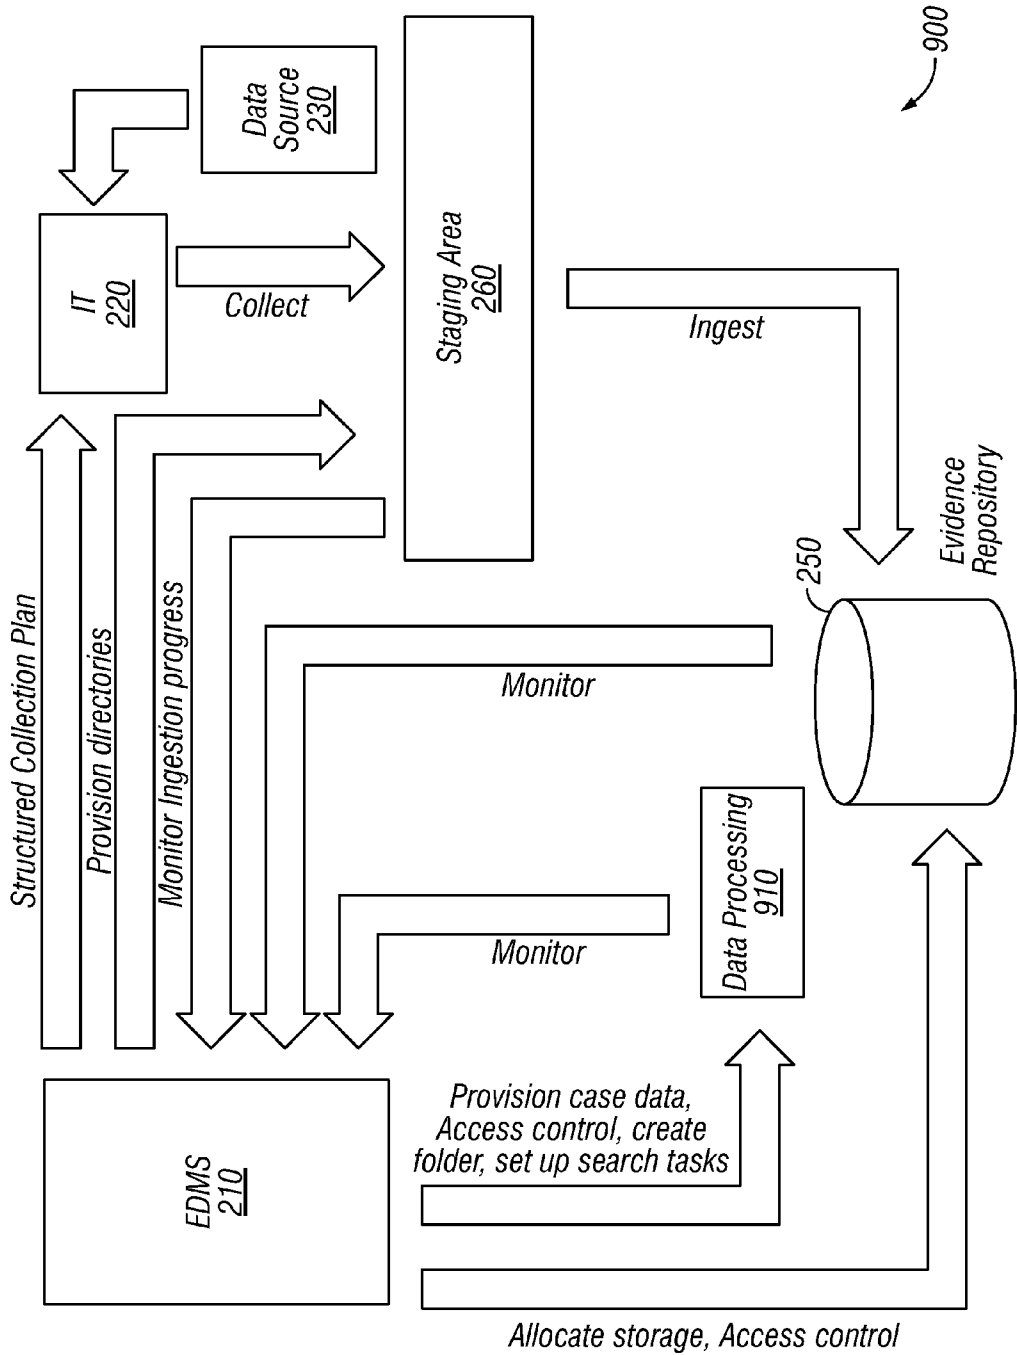 Structured Collection Plan
Provision directories
Monitor Ingestion progress
EDMS
210
IT
220
Data
Source
230
Collect
Staging Area
260
Ingest
Monitor
Monitor
Provision case data,
Access control, create
folder, set up search tasks
Data Processing
910
250
Evidence
Repository
Allocate storage, Access control
900